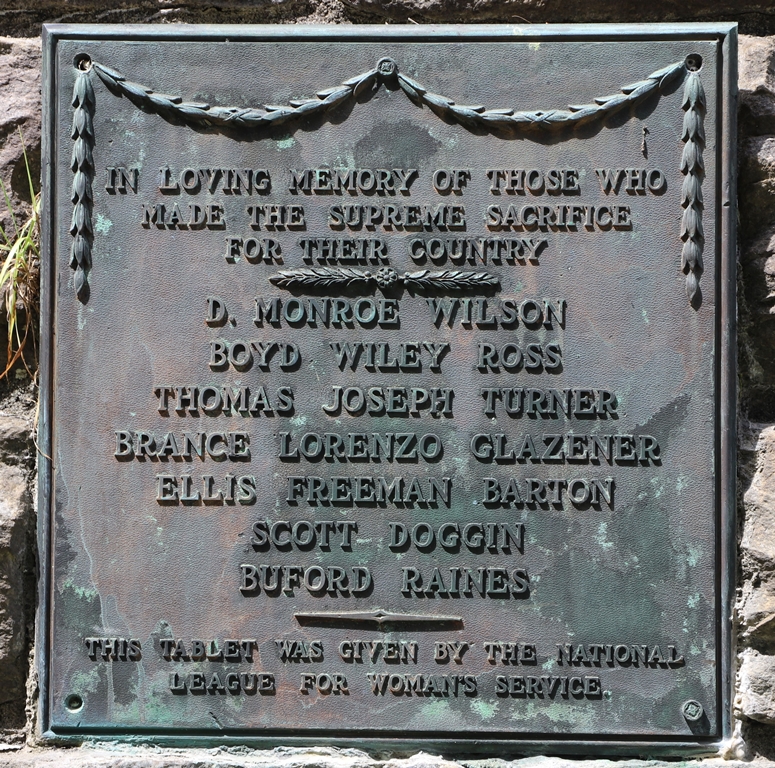 IN LOVING MEMORY OF THOSE WHO
MADE THE SUPREME SACRIFICE
FOR THEIR COUNTRY
D. MONROE WILSON
BOYD WILEY ROSS
THOMAS JOSEPH TURNER
BRANCE LORENZO GLAZENER
ELLIS FREEMAN BARTON
SCOTT DOGGIN
BUFORD RAINES
THIS TABLET WAS GIVEN BY THE NATIONAL
LEAGUE FOR WOMAN'S SERVICE.